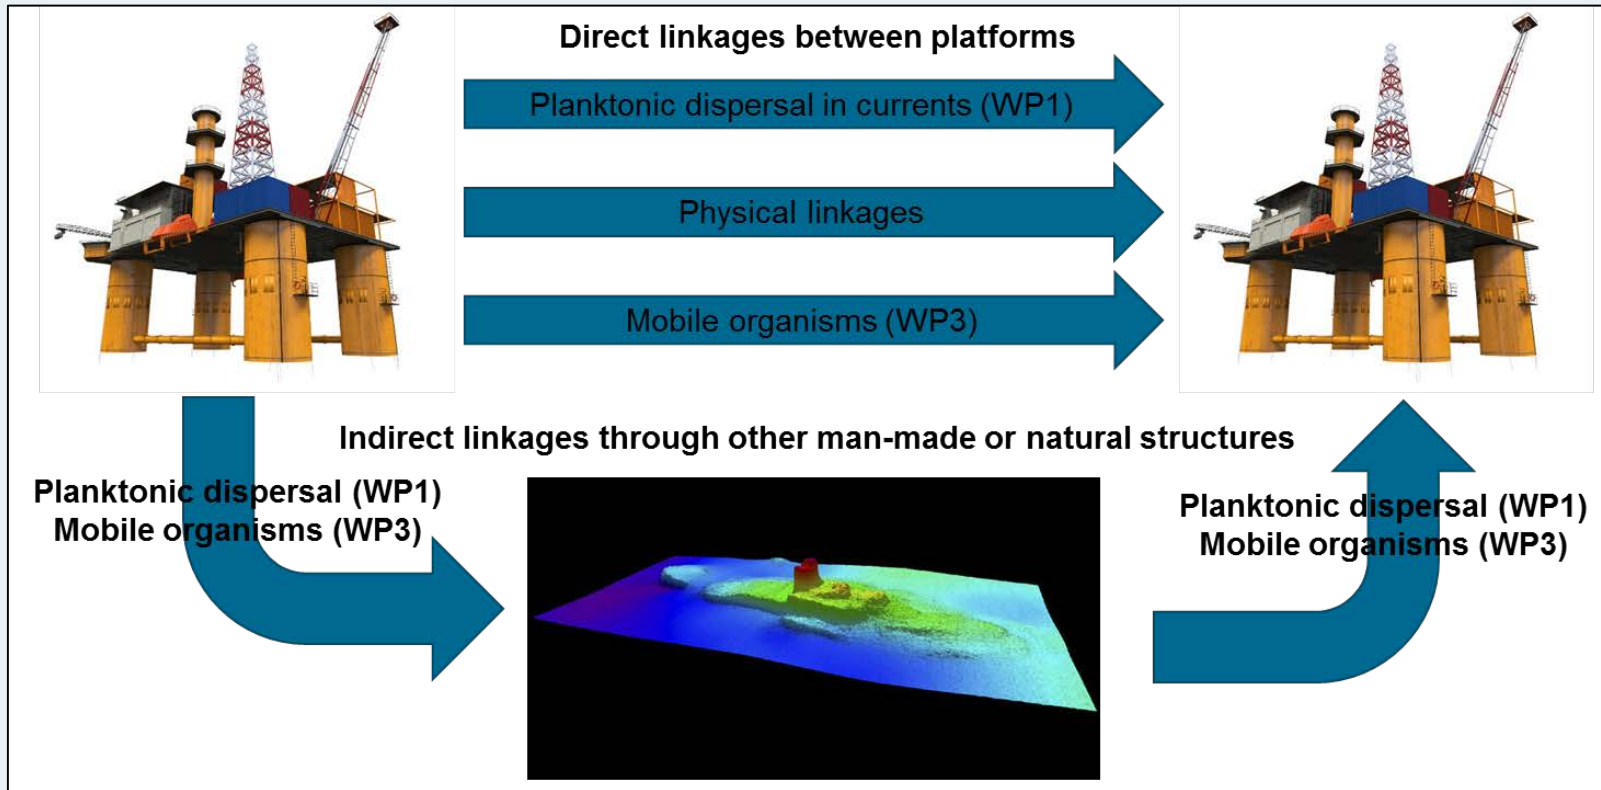 Direct linkages between platforms
Planktonic dispersal in currents (WP1)
Physical linkages
Mobile organisms (WP3)
Indirect linkages through other man-made or natural structures
Planktonic dispersal (WP1)
Mobile organisms (WP3)
Planktonic dispersal (WP1)
Mobile organisms (WP3)